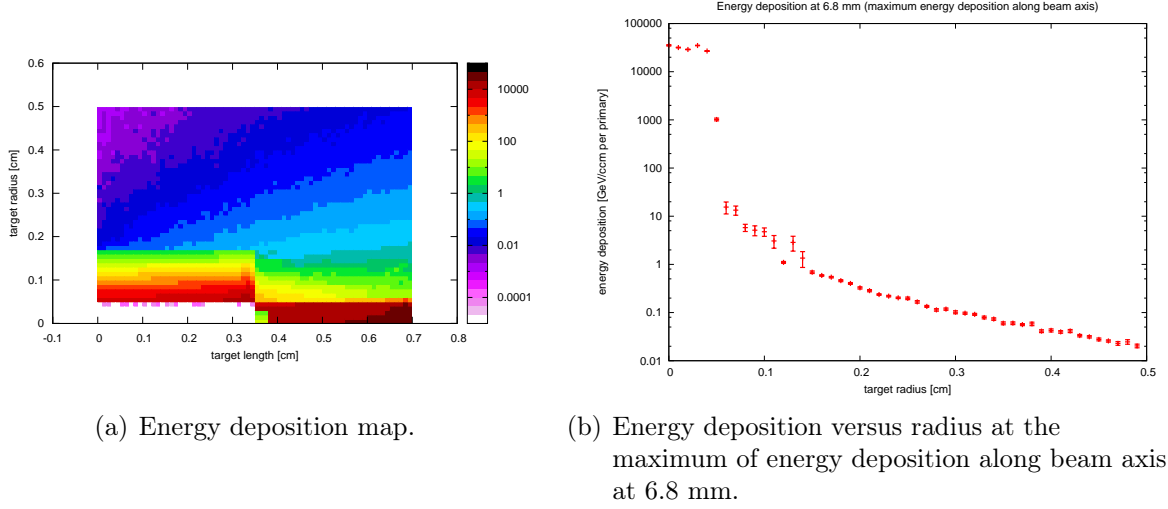 Energy deposition at 6.8 mm (maximum energy deposition along beam axis)
0.6
0.5
0.4
0.3
0.2
0.1
0
target radius [cm]
-0.1 0 0.1 0.2 0.3 0.4 0.5 0.6 0.7 0.8
target length [cm]
10000
100
1
0.01
0.0001
100000
10000
1000
100
10
1
0.1
0.01
energy deposition [GeV/ccm per primary]
0 0.1 0.2 0.3 0.4 0.5
target radius [cm]
(a) Energy deposition map.
(b) Energy deposition versus radius at the
maximum of energy deposition along beam axis
at 6.8 mm.